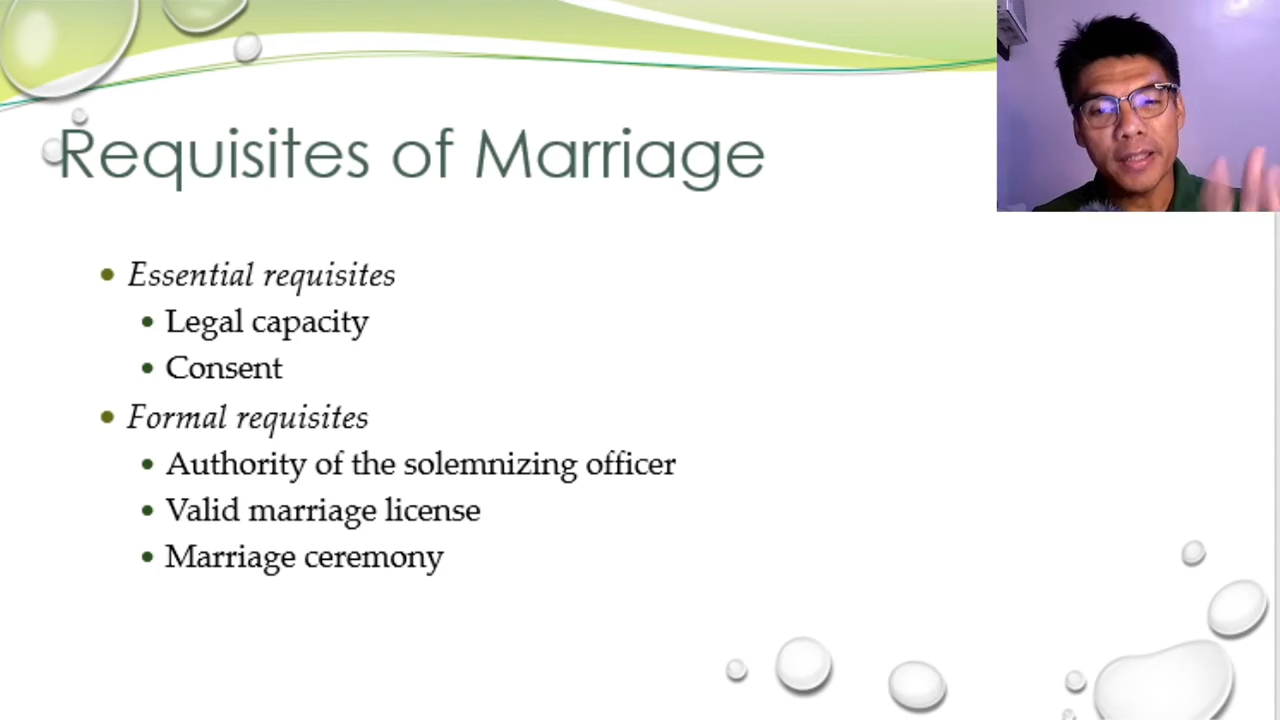 Requisites of Marriage
• Essential requisites
• Legal capacity
• Consent
• Formal requisites
• Authority of the solemnizing officer
• Valid marriage license
• Marriage ceremony